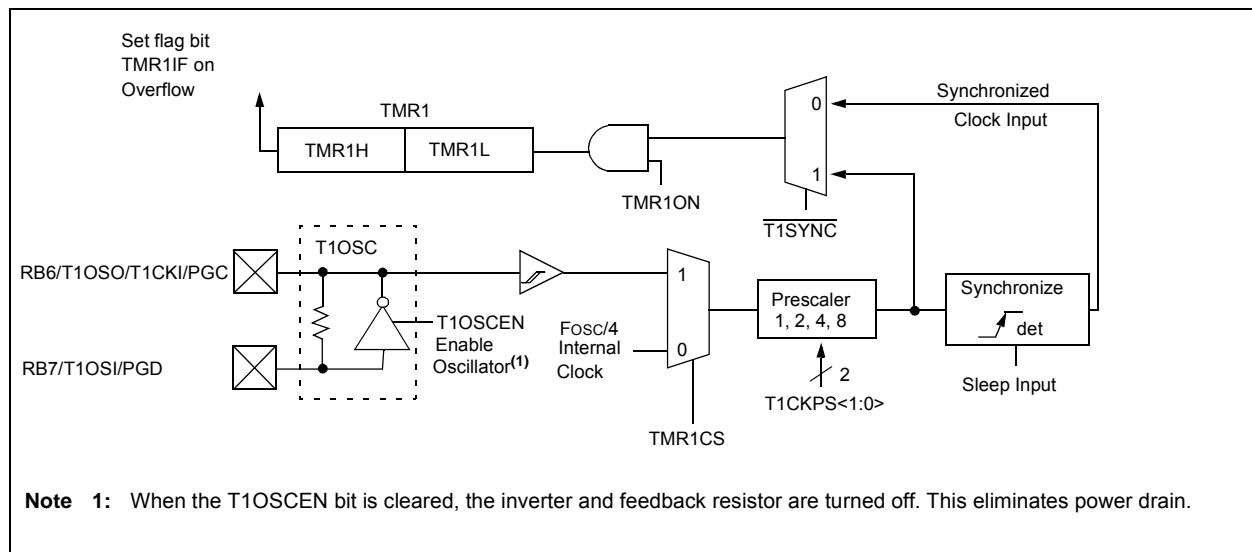 Set flag bit
TMR1IF on
Overflow
TMR1
TMR1H
TMR1L
TMR1ON
0
1
T1SYNC
Synchronized
Clock Input
RB6/T1OSO/T1CKI/PGC
RB7/T1OSI/PGD
T1OSC
T1OSCEN
Enable
Oscillator(1)
FOSC/4
Internal
Clock
1
0
TMR1CS
Prescaler
1, 2, 4, 8
2
T1CKPS<1:0>
Synchronize
det
Sleep Input
Note 1: When the T1OSCEN bit is cleared, the inverter and feedback resistor are turned off. This eliminates power drain.